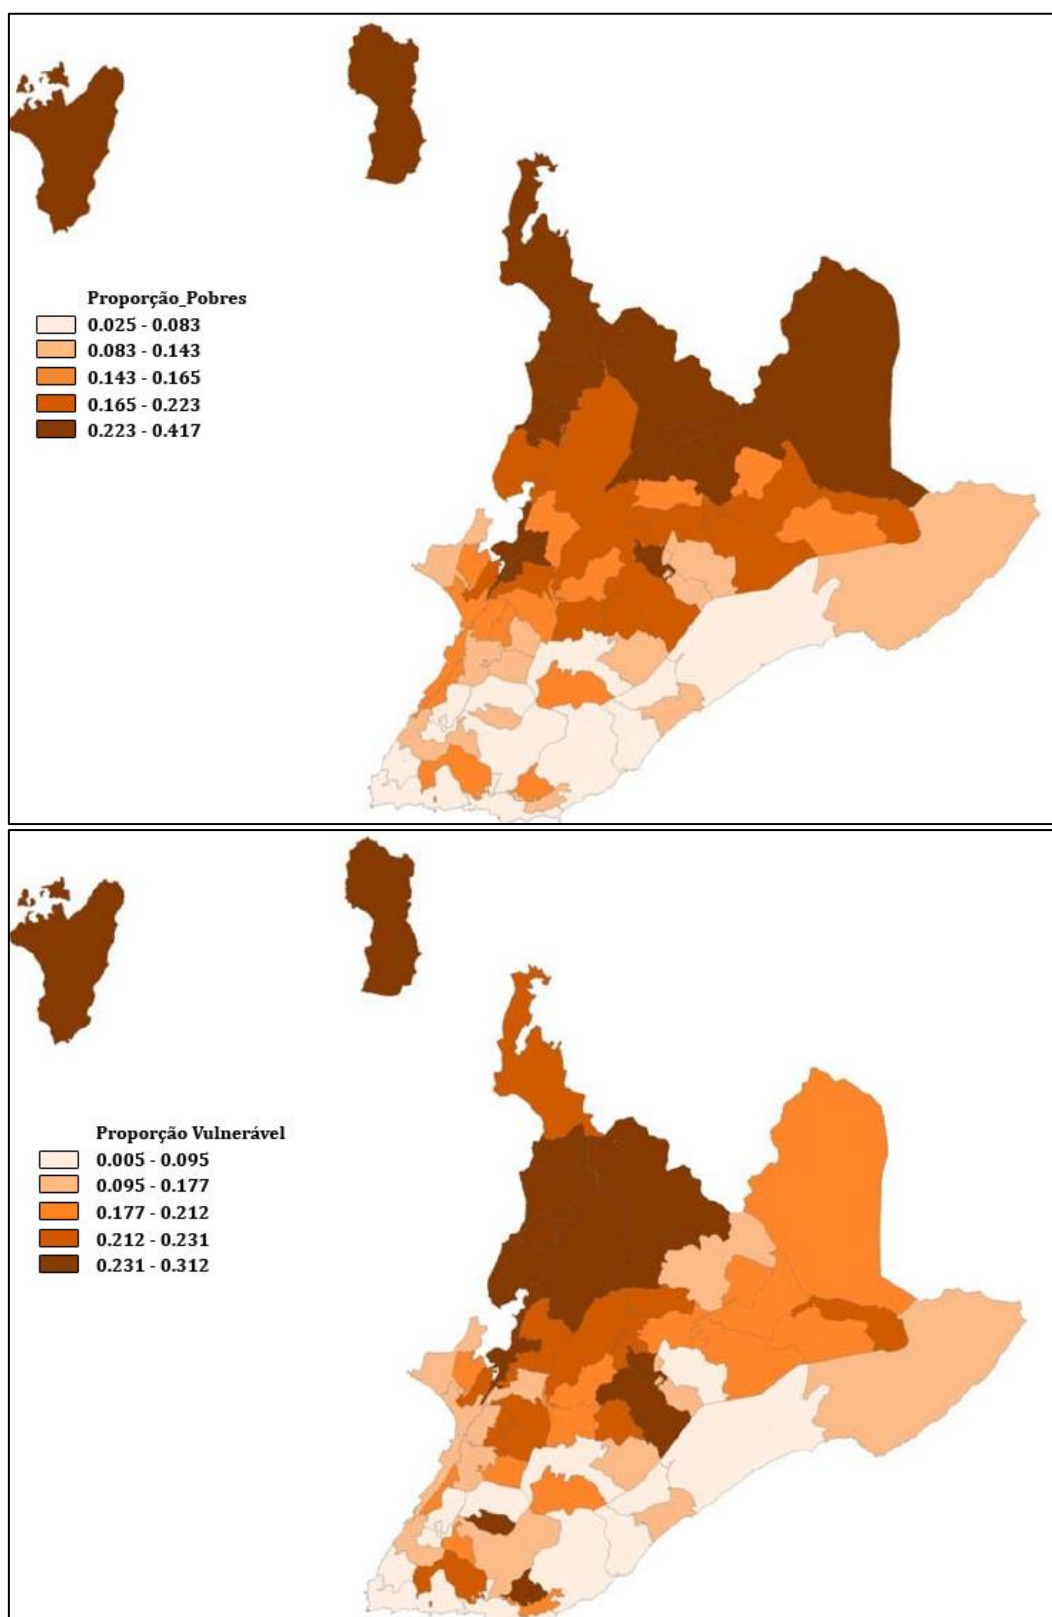 Proporção_Pobres
0.025 - 0.083
0.083 - 0.143
0.143 - 0.165
0.165 - 0.223
0.223 - 0.417
Proporção Vulnerável
0.005 - 0.095
0.095 - 0.177
0.177 - 0.212
0.212 - 0.231
0.231 - 0.312